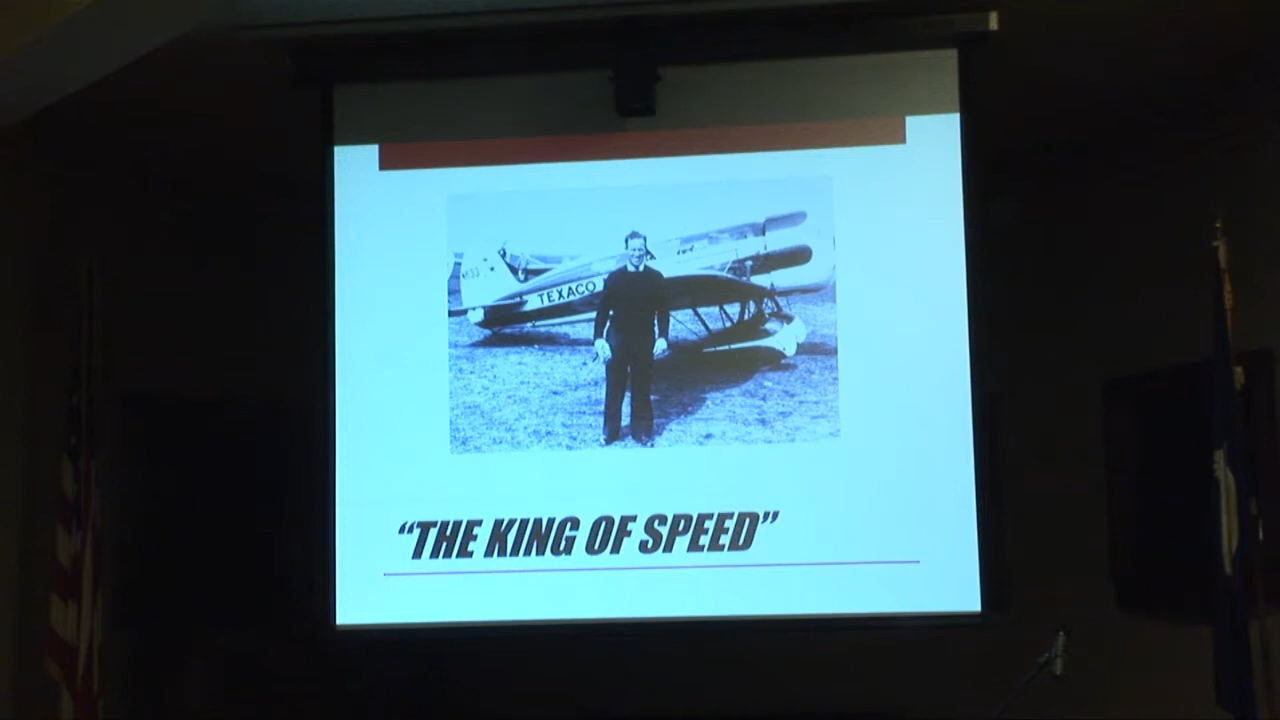 TEXACO
“THE KING OF SPEED”